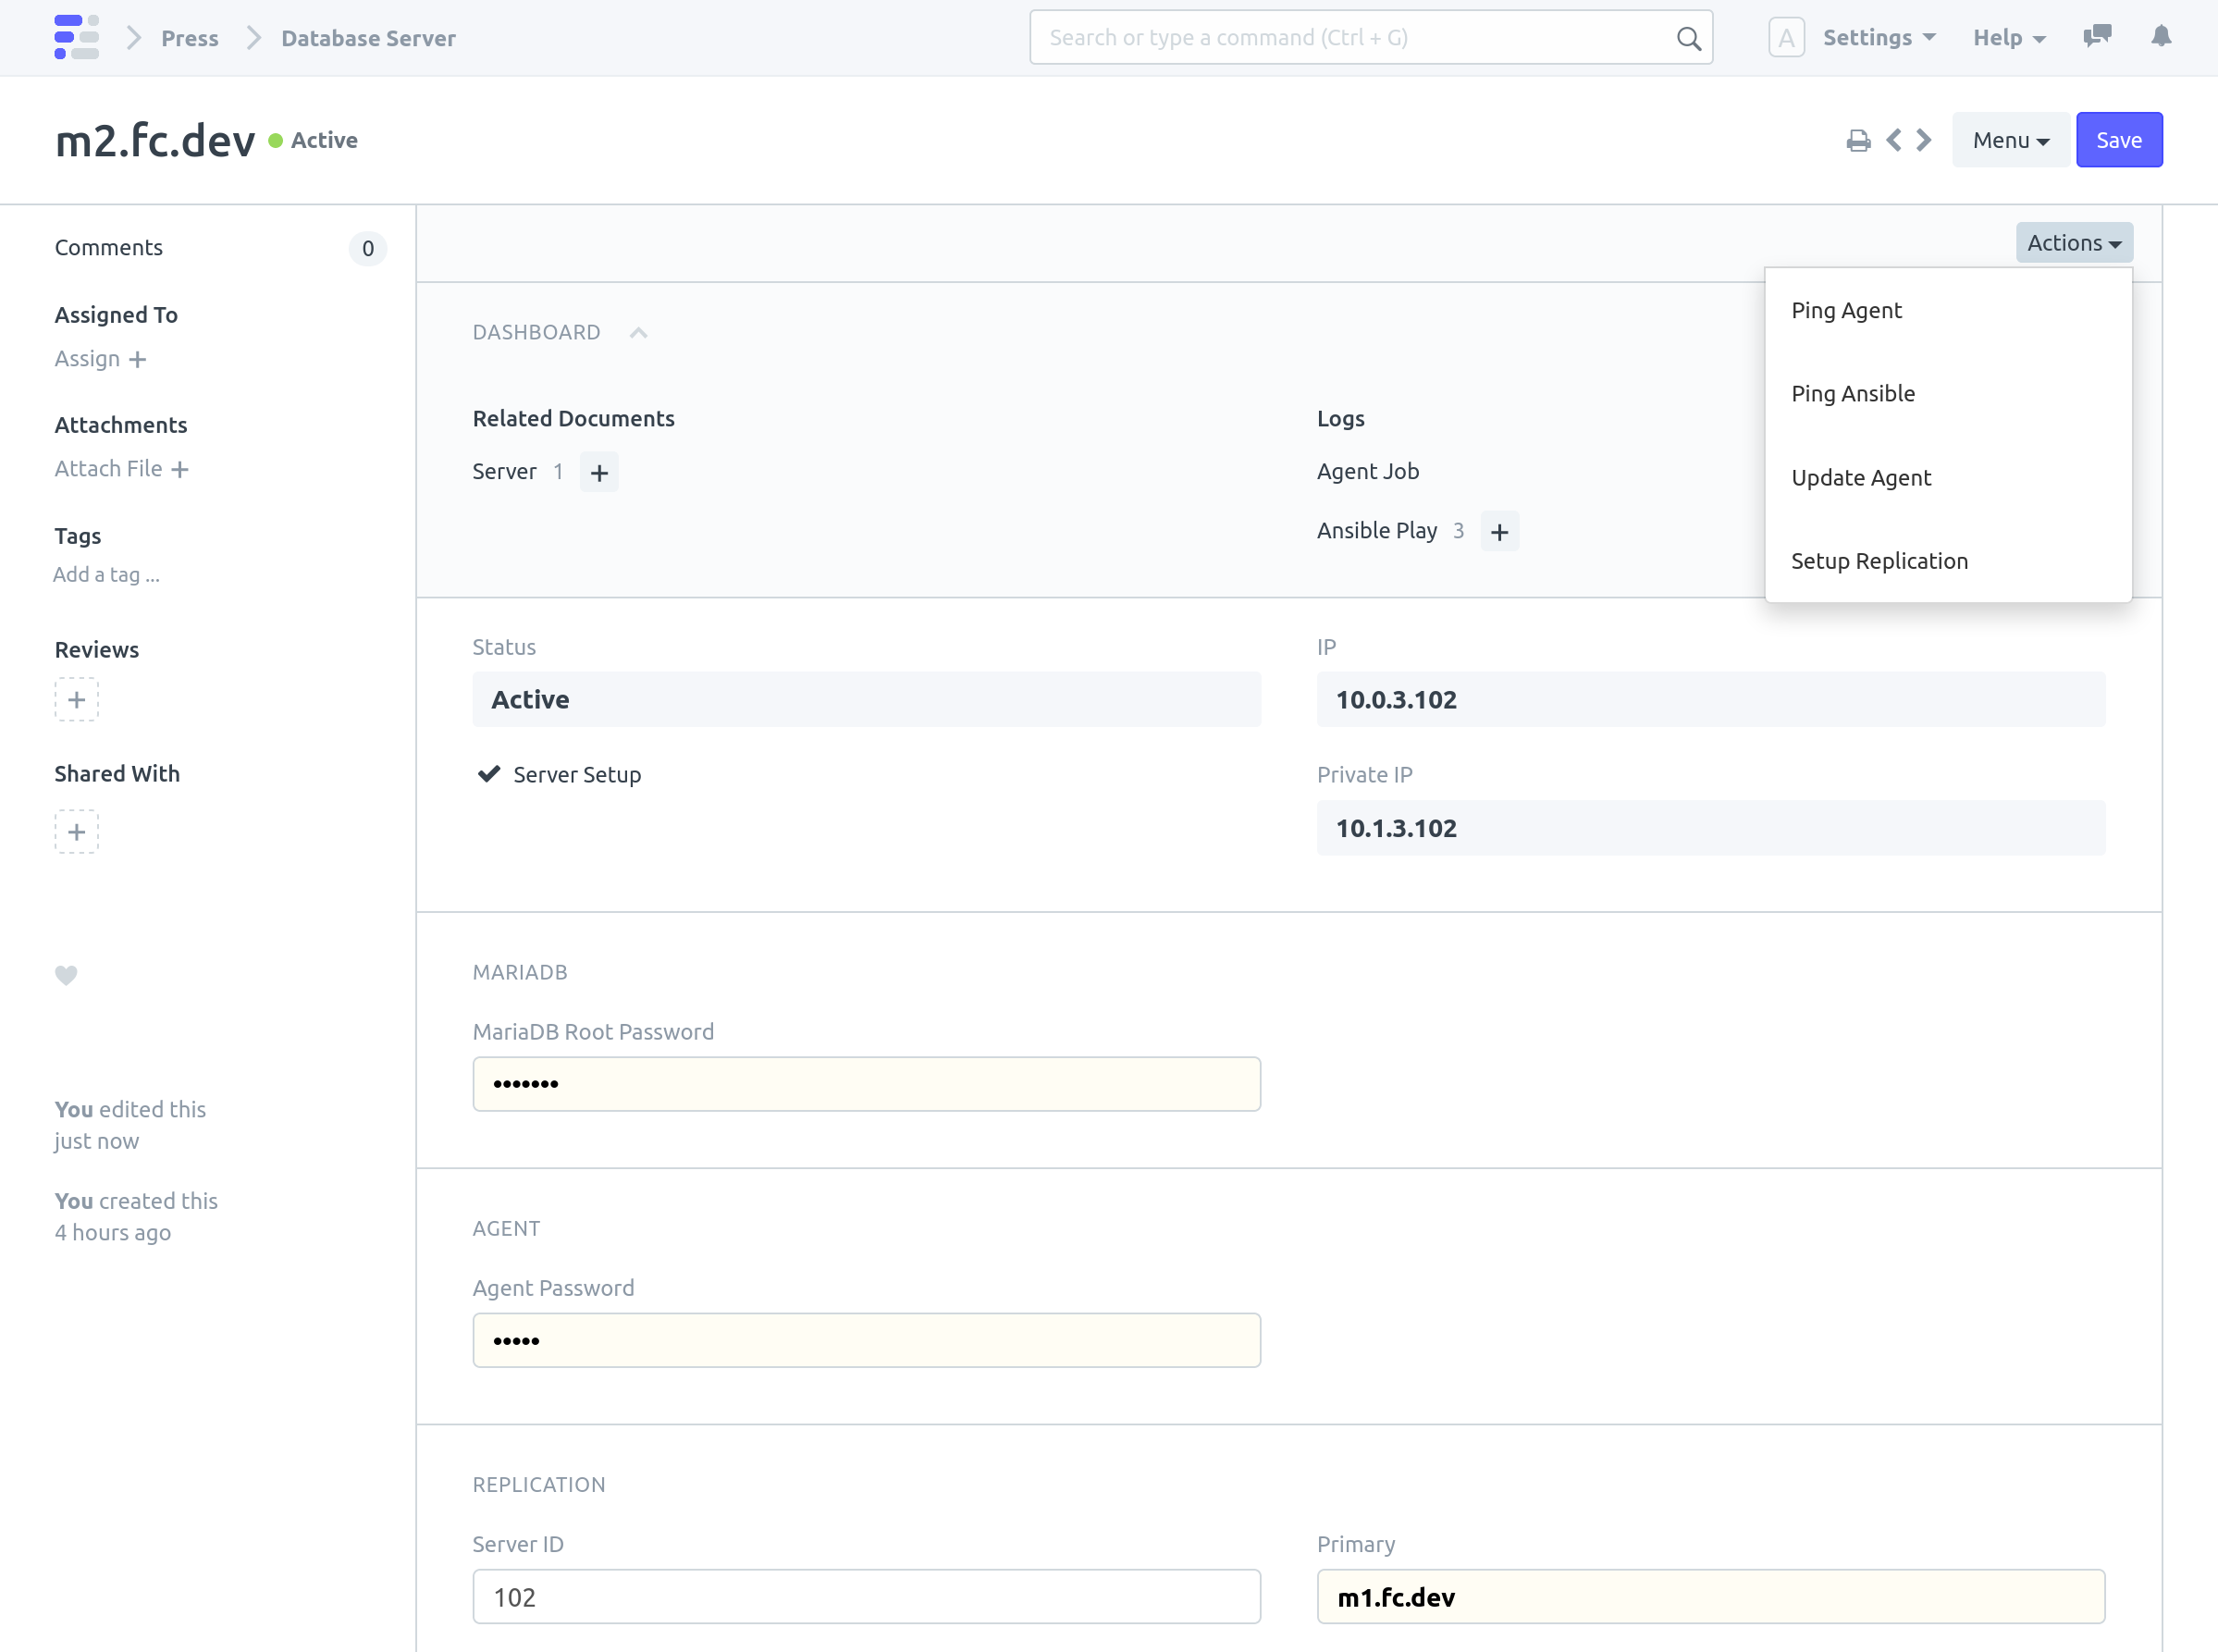 Press
Database Server
Search or type a command (Ctrl + G)
A
Settings
Help
m2.fc.dev
Active
Menu
Save
Comments
0
Assigned To
Assign +
Attachments
Attach File +
Tags
Add a tag ...
Reviews
+
Shared With
+
You edited this
just now
You created this
4 hours ago
Actions
Ping Agent
Ping Ansible
Update Agent
Setup Replication
DASHBOARD
Related Documents
Server 1 +
Logs
Agent Job
Ansible Play 3 +
Status
Active
Server Setup
IP
10.0.3.102
Private IP
10.1.3.102
MARIADB
MariaDB Root Password
•••••••
AGENT
Agent Password
•••••
REPLICATION
Server ID
102
Primary
m1.fc.dev